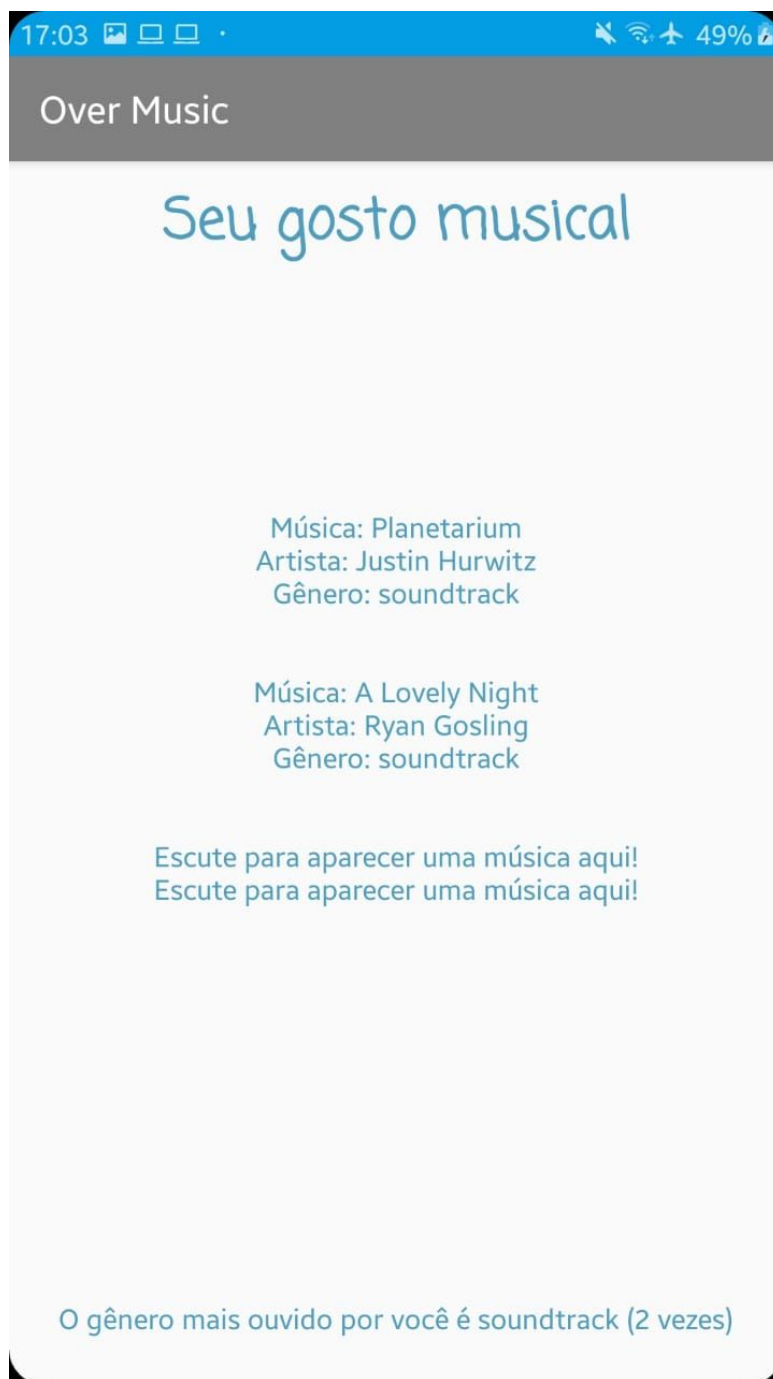 17:03
49%
Over Music
Seu gosto musical
Música: Planetarium
Artista: Justin Hurwitz
Gênero: soundtrack
Música: A Lovely Night
Artista: Ryan Gosling
Gênero: soundtrack
Escute para aparecer uma música aqui!
Escute para aparecer uma música aqui!
O gênero mais ouvido por você é soundtrack (2 vezes)